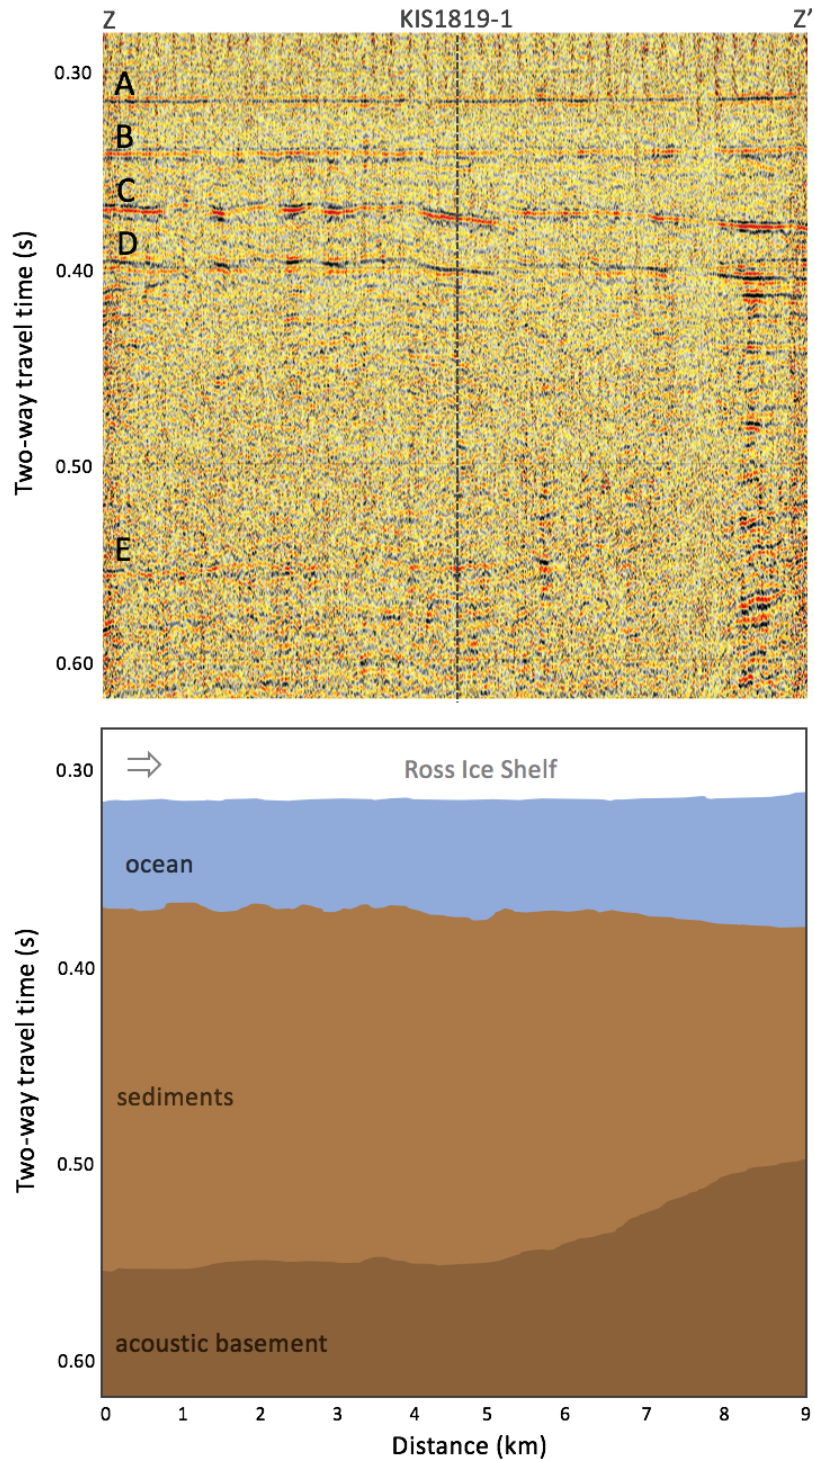 Z KIS1819-1 Z’
0.30
A
B
C
D
0.40
Two-way travel time (s)
0.50
E
0.60
0.30
Ross Ice Shelf
ocean
0.40
sediments
Two-way travel time (s)
0.50
acoustic basement
0.60
0 1 2 3 4 5 6 7 8 9
Distance (km)